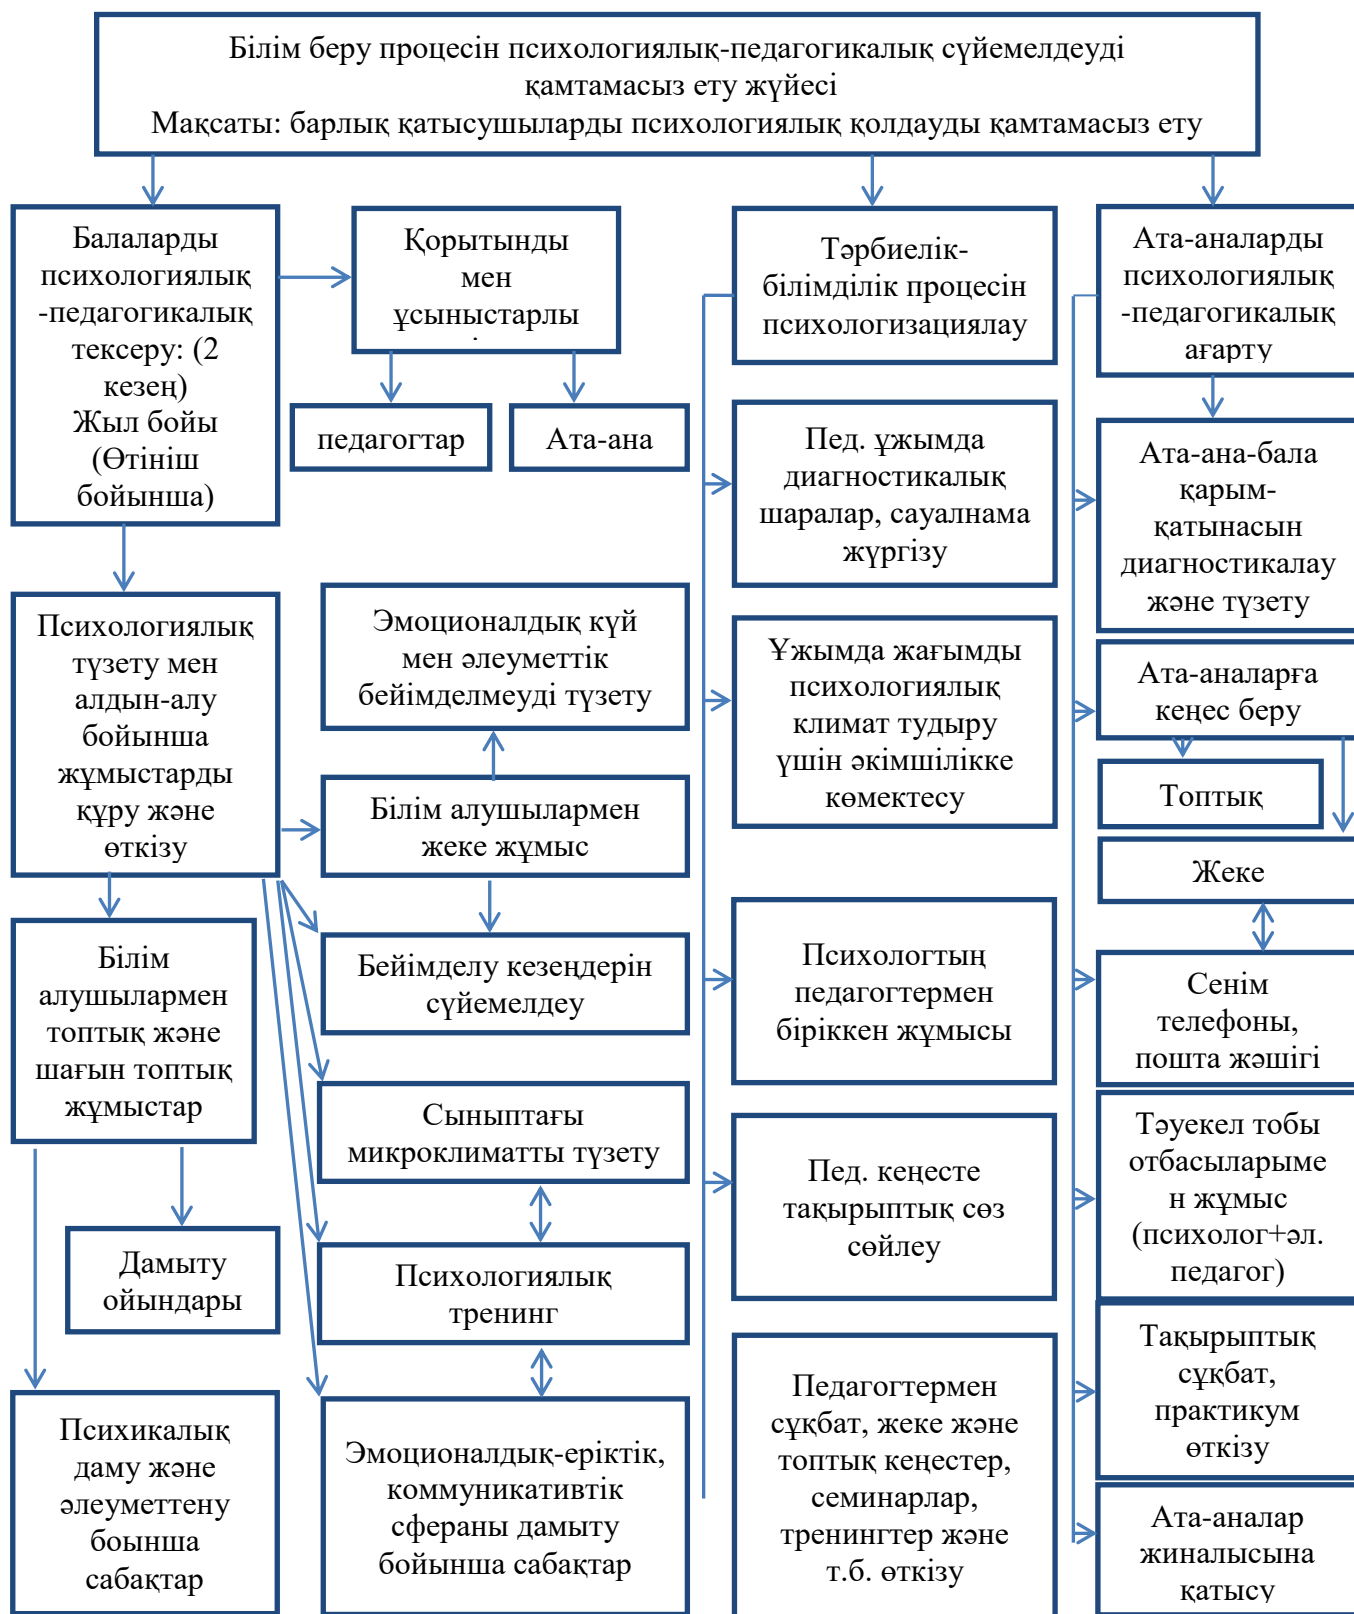 Білім беру процесін психологиялық-педагогикалық сүйемелдеуді
қамтамасыз ету жүйесі
Мақсаты: барлық қатысушыларды психологиялық қолдауды қамтамасыз ету
Балаларды
психологиялық
-педагогикалық
тексеру: (2
кезең)
Жыл бойы
(Өтініш
бойынша)
Қорытынды
мен
ұсыныстарлы
педагогтар
Ата-ана
Тәрбиелік-
білімділік процесін
психологизациялау
Ата-аналарды
психологиялық
-педагогикалық
ағарту
Пед. ұжымда
диагностикалық
шаралар, сауалнама
жүргізу
Ата-ана-бала
қарым-
қатынасын
диагностикалау
және түзету
Психологиялық
түзету мен
алдын-алу
бойынша
жұмыстарды
құру және
өткізу
Эмоционалдық күй
мен әлеуметтік
бейімделмеуді түзету
Ұжымда жағымды
психологиялық
климат тудыру
үшін әкімшілікке
көмектесу
Ата-аналарға
кеңес беру
Топтық
Білім алушылармен
жеке жұмыс
Жеке
Білім
алушылармен
топтық және
шағын топтық
жұмыстар
Бейімделу кезеңдерін
сүйемелдеу
Психологтың
педагогтермен
біріккен жұмысы
Сенім
телефоны,
пошта жәшігі
Сыныптағы
микроклиматты түзету
Пед. кеңесте
тақырыптық сөз
сөйлеу
Тәуекел тобы
отбасыларыме
н жұмыс
(психолог+әл.
педагог)
Дамыту
ойындары
Психологиялық
тренинг
Тақырыптық
сұқбат,
практикум
өткізу
Психикалық
даму және
әлеуметтену
боынша
сабақтар
Эмоционалдық-еріктік,
коммуникативтік
сфераны дамыту
бойынша сабақтар
Педагогтермен
сұқбат, жеке және
топтық кеңестер,
семинарлар,
тренингтер және
т.б. өткізу
Ата-аналар
жиналысына
қатысу